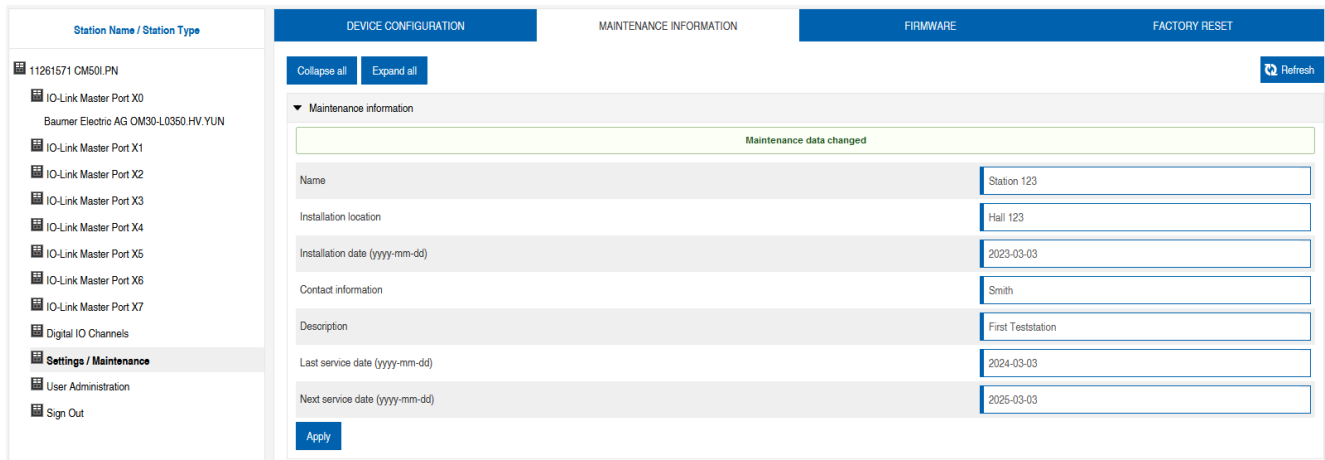 Station Name / Station Type
11261571 CM50I.PN
IO-Link Master Port X0
Baumer Electric AG OM30-L0350.HV.YUN
IO-Link Master Port X1
IO-Link Master Port X2
IO-Link Master Port X3
IO-Link Master Port X4
IO-Link Master Port X5
IO-Link Master Port X6
IO-Link Master Port X7
Digital IO Channels
Settings / Maintenance
User Administration
Sign Out
DEVICE CONFIGURATION MAINTENANCE INFORMATION FIRMWARE FACTORY RESET
Collapse all Expand all Refresh
Maintenance information
Maintenance data changed
Name Station 123
Installation location Hall 123
Installation date (yyyy-mm-dd) 2023-03-03
Contact information Smith
Description First Teststation
Last service date (yyyy-mm-dd) 2024-03-03
Next service date (yyyy-mm-dd) 2025-03-03
Apply